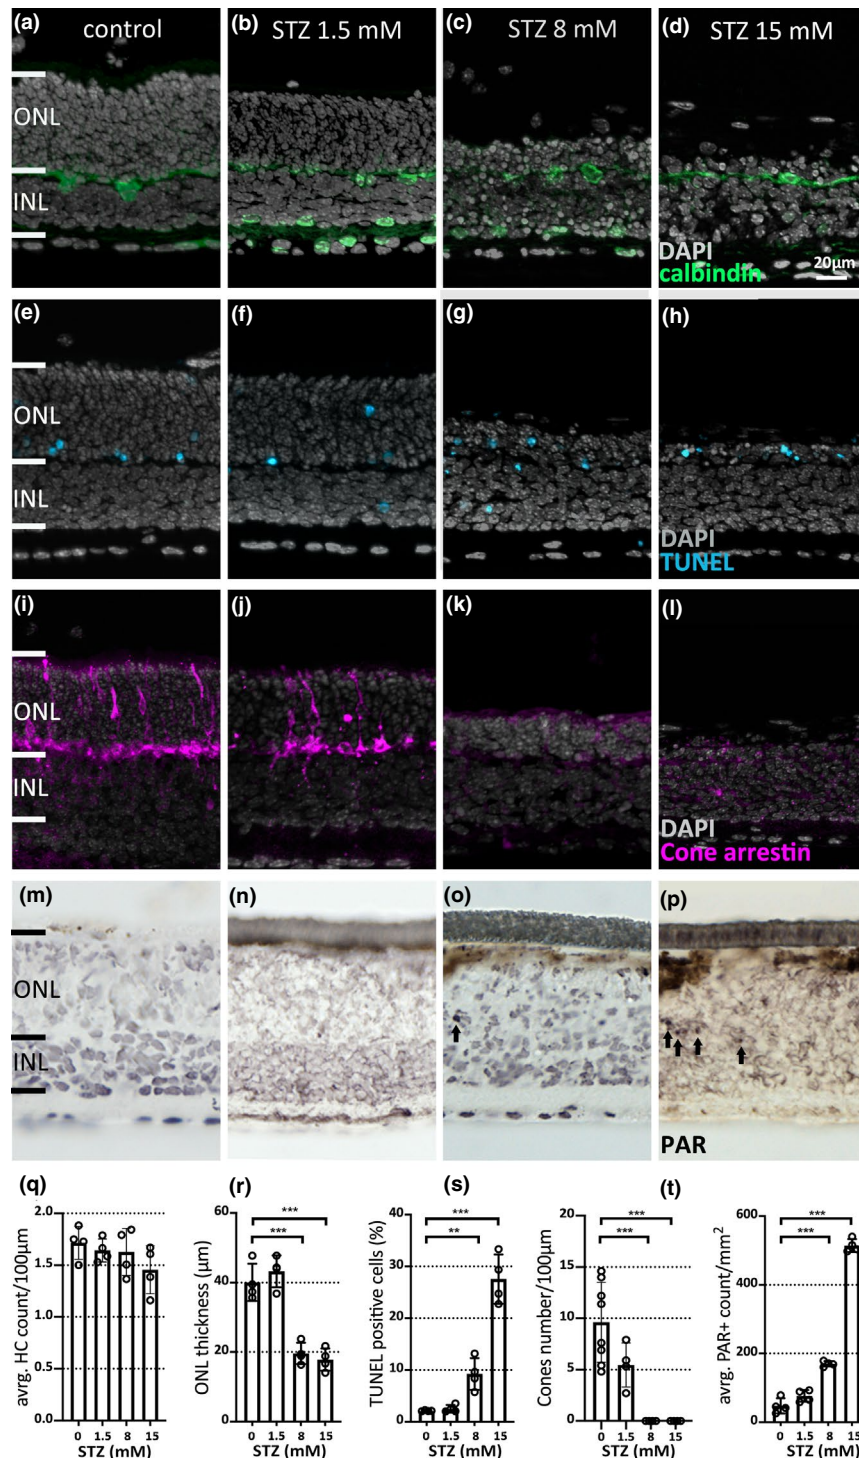 (a) control (b) STZ 1.5 mM (c) STZ 8 mM (d) STZ 15 mM
ONL
INL
DAPI
calbindin
20µm
(e) (f) (g) (h)
ONL
INL
DAPI
TUNEL
(i) (j) (k) (l)
ONL
INL
DAPI
Cone arrestin
(m) (n) (o) (p)
ONL
INL
PAR
(q) (r) (s) (t)
avrg. HC count/100µm
2.0
1.5
1.0
0.5
0.0
0 1.5 8 15
STZ (mM)
ONL thickness (µm)
60
40
20
0
***
***
0 1.5 8 15
STZ (mM)
TUNEL positive cells (%)
40
30
20
10
0
***
**
0 1.5 8 15
STZ (mM)
Cones number/100µm
20
15
10
5
0
***
***
0 1.5 8 15
STZ (mM)
avrg. PAR+ count/mm²
600
400
200
0
***
***
0 1.5 8 15
STZ (mM)